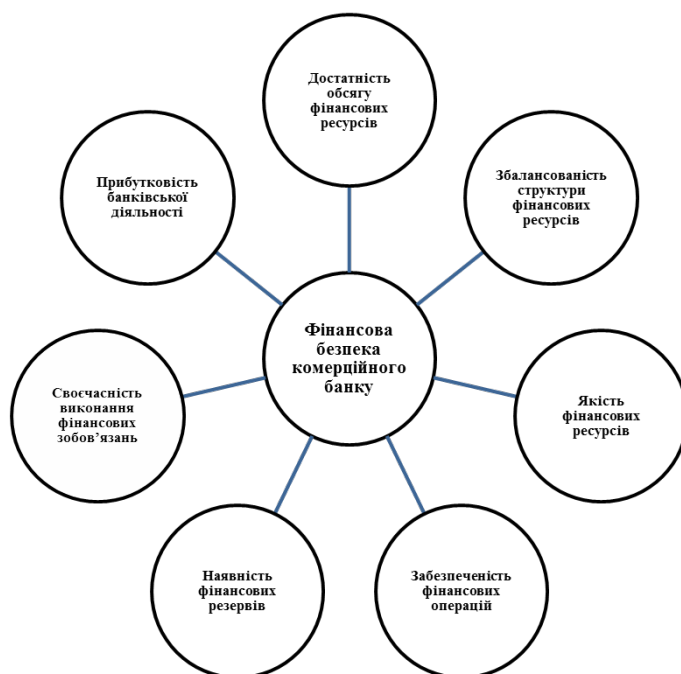 Достатність
обсягу
фінансових
ресурсів
Прибутковість
банківської
діяльності
Збалансованість
структури
фінансових
ресурсів
Фінансова
безпека
комерційного
банку
Своєчасність
виконання
фінансових
зобов’язань
Якість
фінансових
ресурсів
Наявність
фінансових
резервів
Забезпеченість
фінансових
операцій